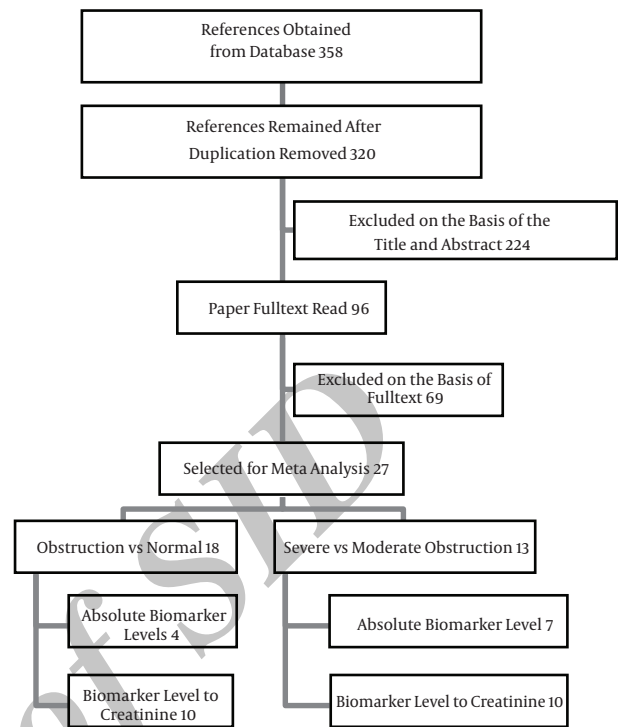 References Obtained
from Database 358
References Remained After
Duplication Removed 320
Excluded on the Basis of the
Title and Abstract 224
Paper Fulltext Read 96
Excluded on the Basis of
Fulltext 69
Selected for Meta Analysis 27
Obstruction vs Normal 18
Severe vs Moderate Obstruction 13
Absolute Biomarker
Levels 4
Absolute Biomarker Level 7
Biomarker Level to
Creatinine 10
Biomarker Level to Creatinine 10
of SID